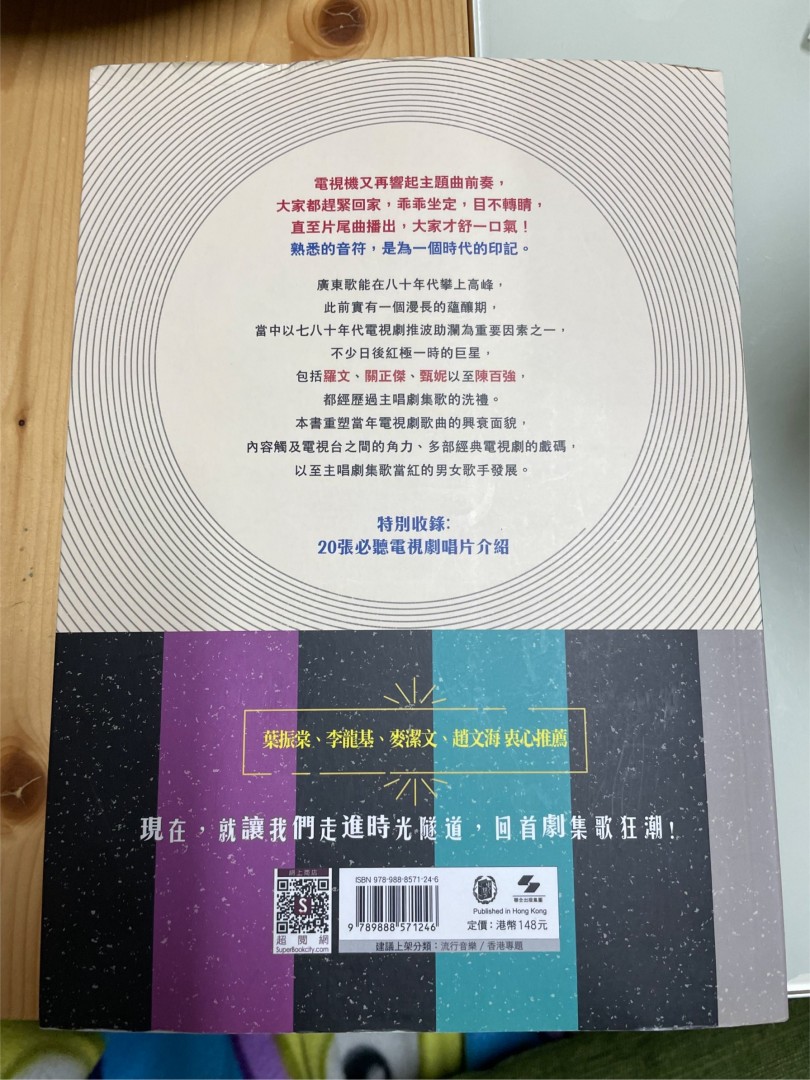 電視機又再響起主題曲前奏，
大家都趕緊回家，乖乖坐定，目不轉睛，
直至片尾曲播出，大家才舒一口氣！
熟悉的音符，是為一個時代的印記。
廣東歌能在八十年代攀上高峰，
此前實有一個漫長的蘊釀期，
當中以七八十年代電視劇推波助瀾為重要因素之一，
不少日後紅極一時的巨星，
包括羅文、關正傑、甄妮以至陳百強，
都經歷過主唱劇集歌的洗禮。
本書重塑當年電視劇歌曲的興衰面貌，
內容觸及電視台之間的角力、多部經典電視劇的戲碼，
以至主唱劇集歌當紅的男女歌手發展。
特別收錄:
20張必聽電視劇唱片介紹
葉振棠、李龍基、麥潔文、趙文海 衷心推薦
現在，就讓我們走進時光隧道，回首劇集歌狂潮！
網上商店
S
超閱網
SuperBookcity.com
ISBN 978-988-8571-24-6
9 789888 571246
聯合出版集團
Published in Hong Kong
定價：港幣148元
建議上架分類：流行音樂 / 香港專題